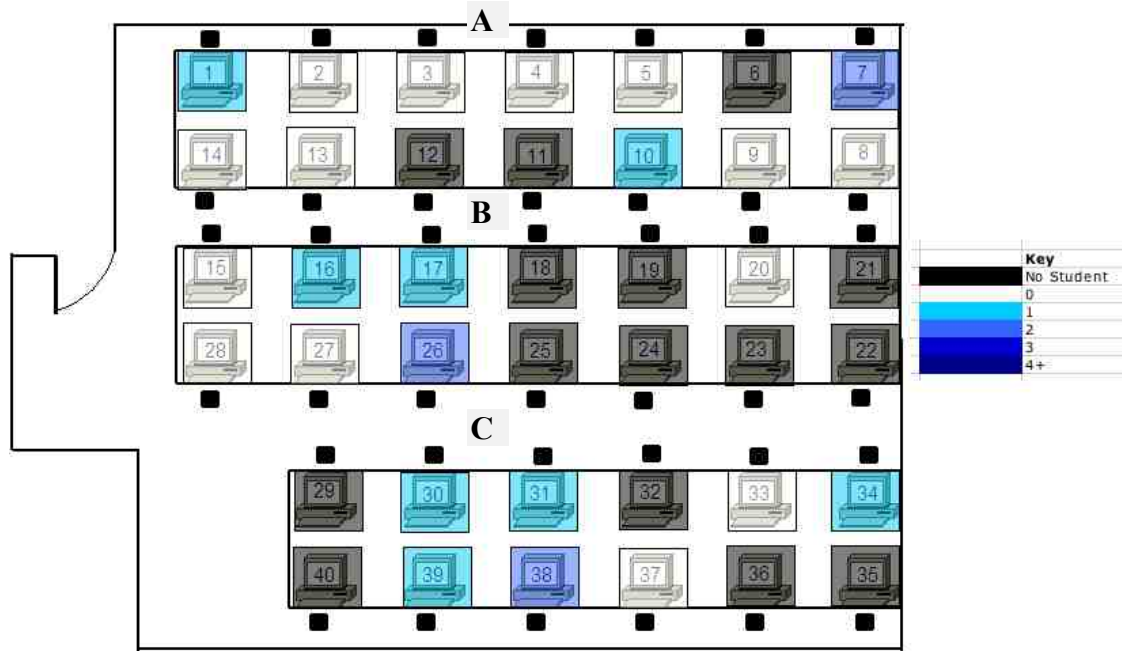 A
1 2 3 4 5 6 7
14 13 12 11 10 9 8
B
15 16 17 18 19 20 21
28 27 26 25 24 23 22
C
29 30 31 32 33 34
40 39 38 37 36 35
Key
No Student
0
1
2
3
4+